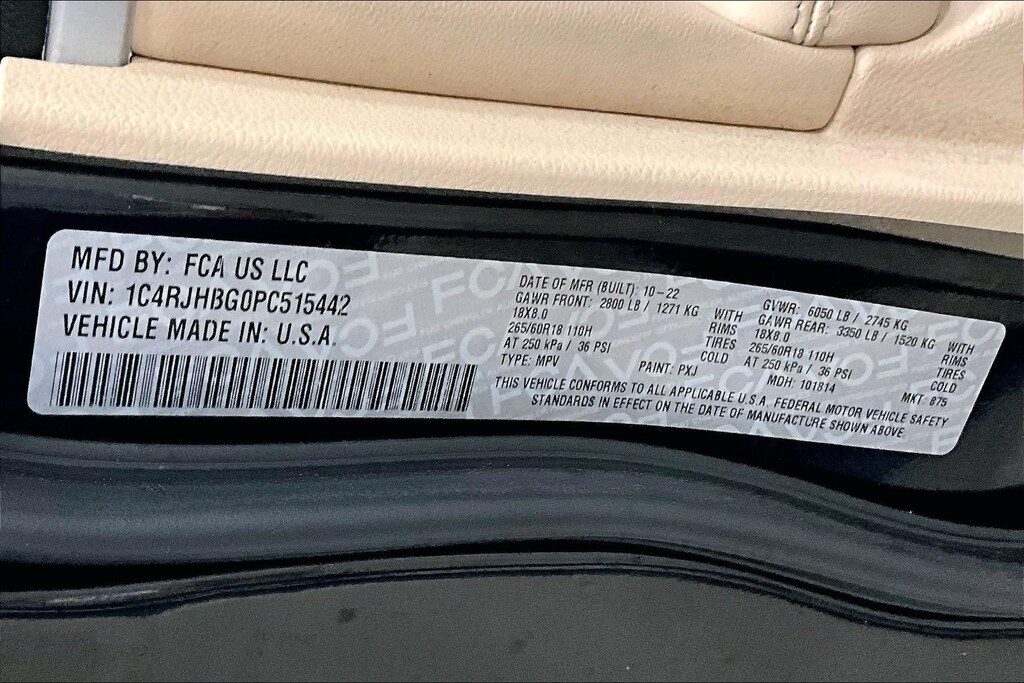 MFD BY: FCA US LLC
VIN: 1C4RJHBG0PC515442
VEHICLE MADE IN: U.S.A.
DATE OF MFR (BUILT): 10-22
GAWR FRONT: 2800 LB / 1271 KG WITH
18X8.0 RIMS
265/60R18 110H TIRES
AT 250 kPa / 36 PSI COLD
TYPE: MPV PAINT: PXJ
GVWR: 6050 LB / 2745 KG
GAWR REAR: 3350 LB / 1520 KG WITH
18X8.0 RIMS
265/60R18 110H TIRES
AT 250 kPa / 36 PSI COLD
MDH: 101814 MKT: 875
THIS VEHICLE CONFORMS TO ALL APPLICABLE U.S.A. FEDERAL MOTOR VEHICLE SAFETY
STANDARDS IN EFFECT ON THE DATE OF MANUFACTURE SHOWN ABOVE.